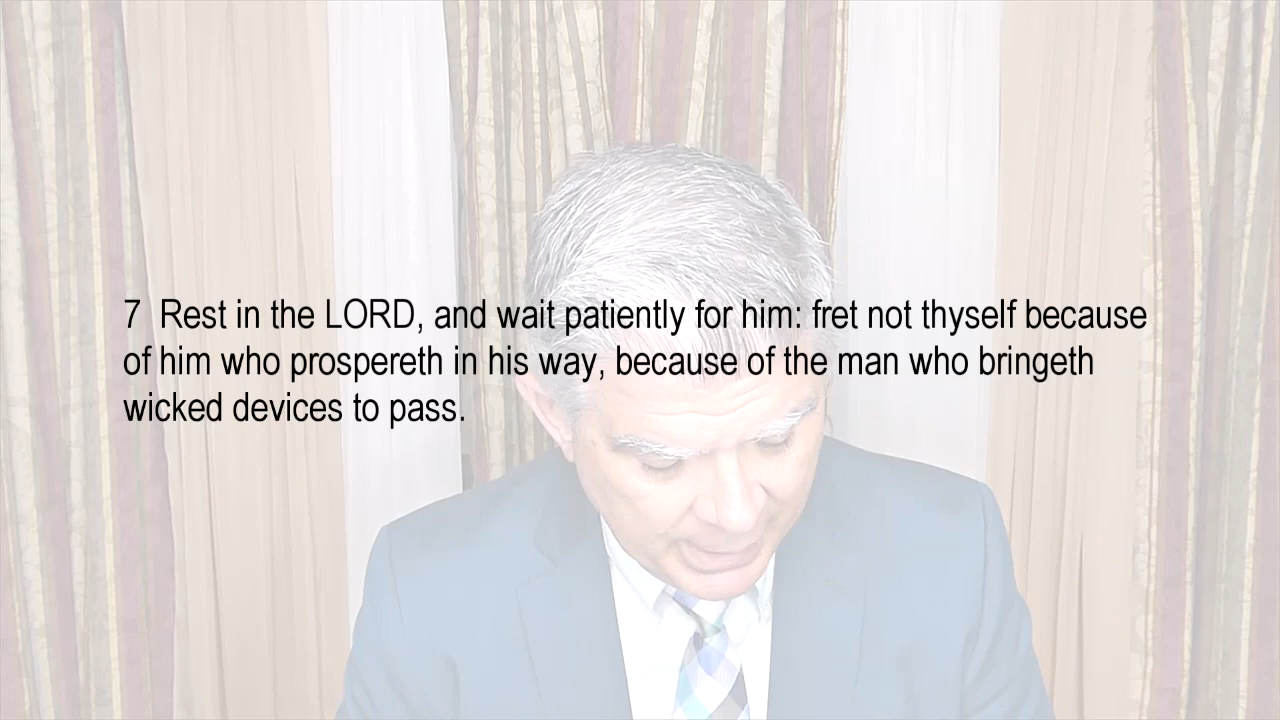 7 Rest in the LORD, and wait patiently for him: fret not thyself because
of him who prospereth in his way, because of the man who bringeth
wicked devices to pass.